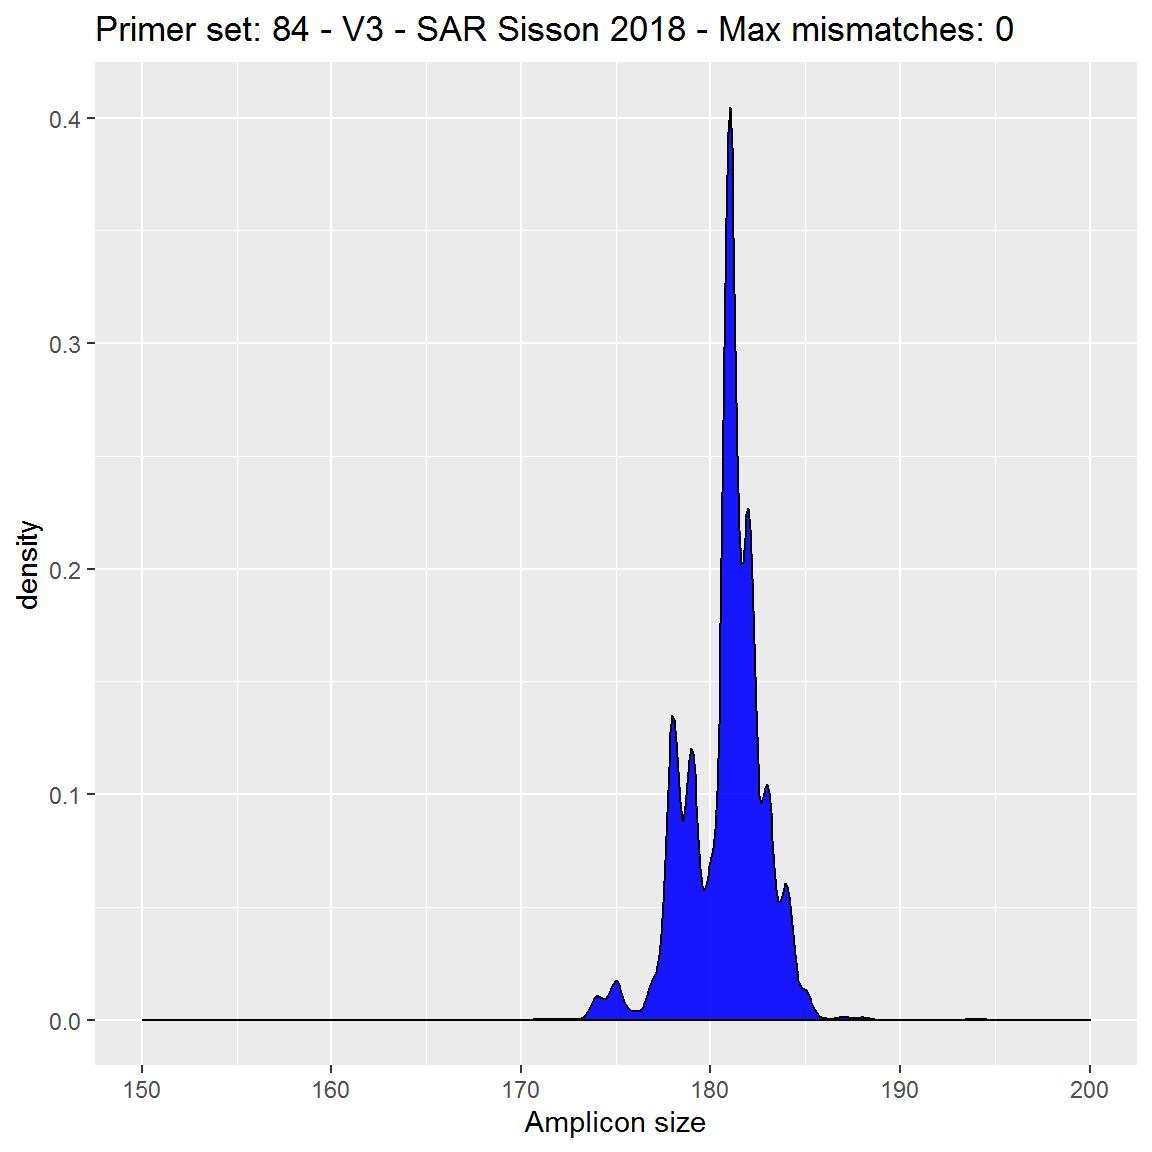 Primer set: 84 - V3 - SAR Sisson 2018 - Max mismatches: 0
0.4
0.3
0.2
0.1
0.0
density
150 160 170 180 190 200
Amplicon size